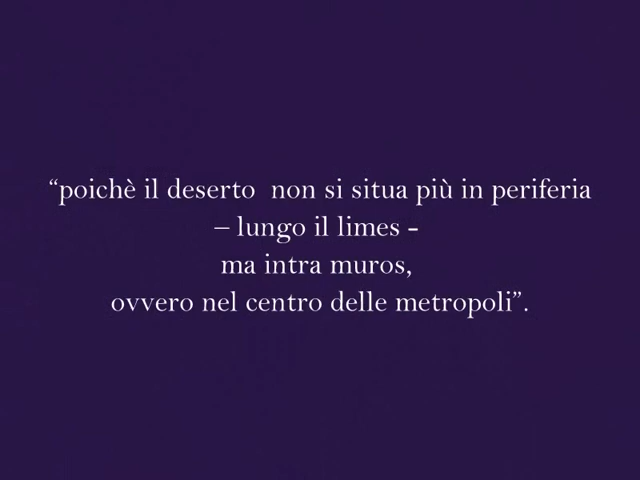 “poichè il deserto  non si situa più in periferia
– lungo il limes -
ma intra muros,
ovvero nel centro delle metropoli”.